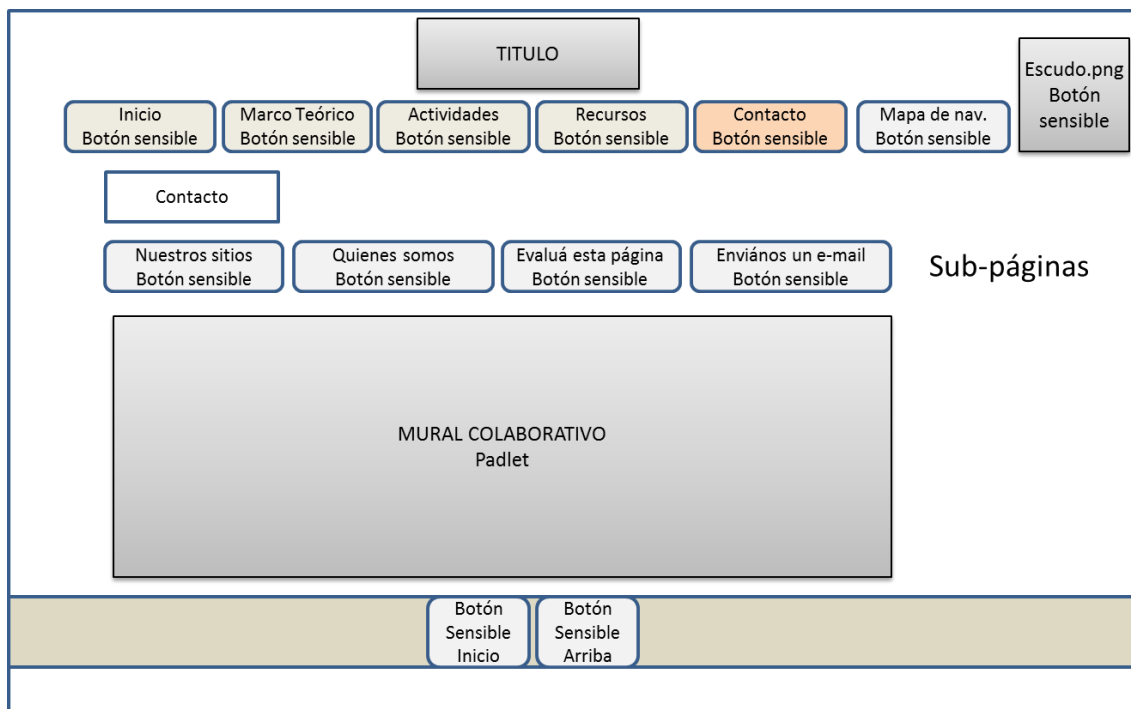 TITULO
Escudo.png
Botón
sensible
Inicio
Botón sensible
Marco Teórico
Botón sensible
Actividades
Botón sensible
Recursos
Botón sensible
Contacto
Botón sensible
Mapa de nav.
Botón sensible
Contacto
Nuestros sitios
Botón sensible
Quienes somos
Botón sensible
Evaluá esta página
Botón sensible
Enviános un e-mail
Botón sensible
Sub-páginas
MURAL COLABORATIVO
Padlet
Botón
Sensible
Inicio
Botón
Sensible
Arriba